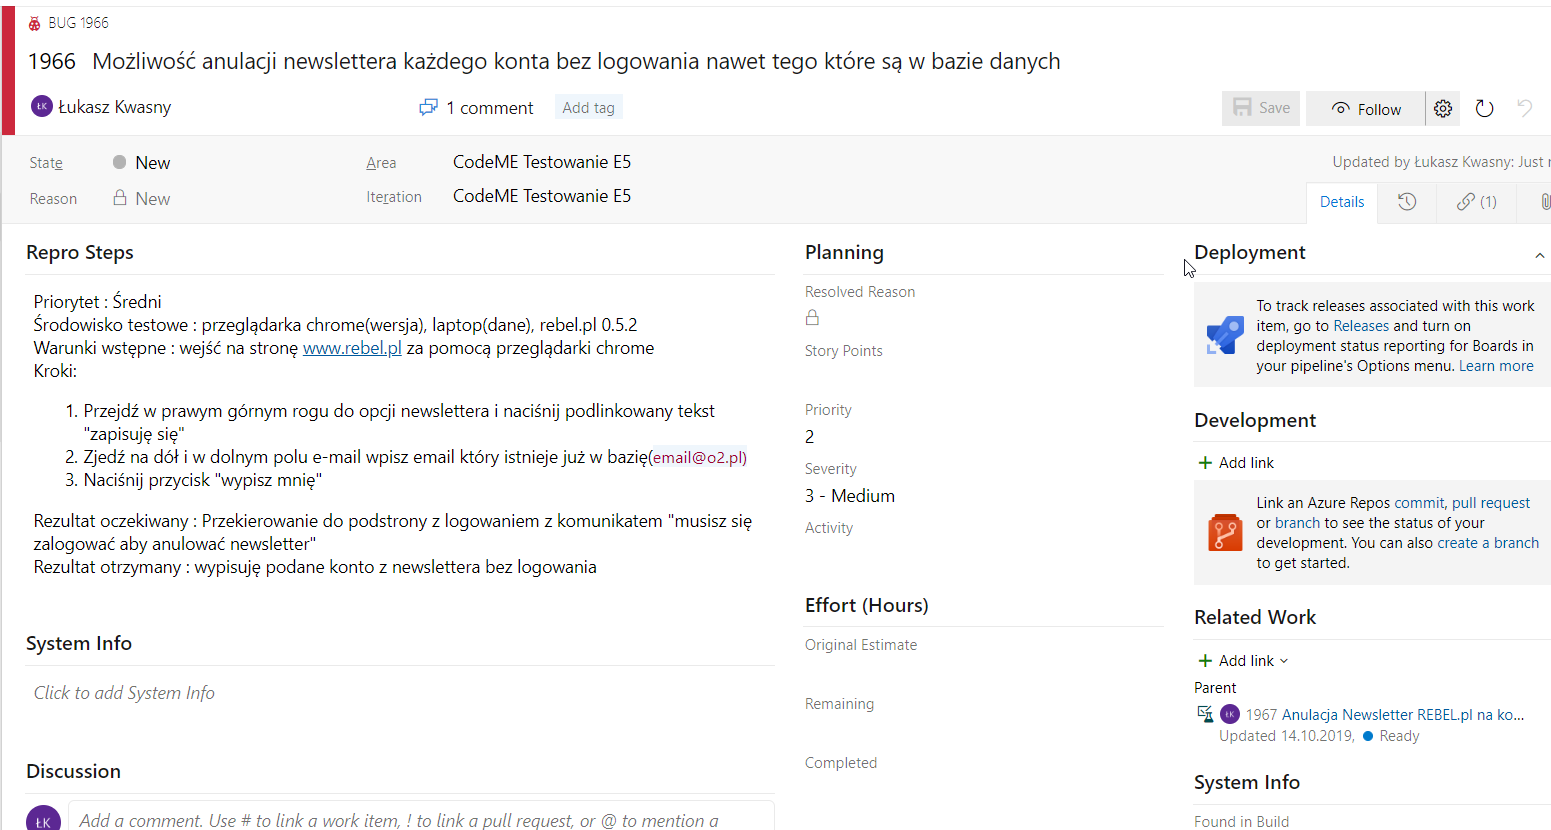 BUG 1966
1966 Możliwość anulacji newslettera każdego konta bez logowania nawet tego które są w bazie danych
ŁK Łukasz Kwasny
1 comment
Add tag
Save
Follow
State
New
Area
CodeME Testowanie E5
Updated by Łukasz Kwasny: Just
Reason
New
Iteration
CodeME Testowanie E5
Details
(1)
Repro Steps
Priorytet : Średni
Środowisko testowe : przeglądarka chrome(wersja), laptop(dane), rebel.pl 0.5.2
Warunki wstępne : wejść na stronę www.rebel.pl za pomocą przeglądarki chrome
Kroki:
1. Przejdź w prawym górnym rogu do opcji newslettera i naciśnij podlinkowany tekst
"zapisuję się"
2. Zjedź na dół i w dolnym polu e-mail wpisz email który istnieje już w bazię(email@o2.pl)
3. Naciśnij przycisk "wypisz mnię"
Rezultat oczekiwany : Przekierowanie do podstrony z logowaniem z komunikatem "musisz się
zalogować aby anulować newsletter"
Rezultat otrzymany : wypisuję podane konto z newslettera bez logowania
System Info
Click to add System Info
Discussion
ŁK
Add a comment. Use # to link a work item, ! to link a pull request, or @ to mention a
Planning
Resolved Reason
Story Points
Priority
2
Severity
3 - Medium
Activity
Effort (Hours)
Original Estimate
Remaining
Completed
Deployment
To track releases associated with this work
item, go to Releases and turn on
deployment status reporting for Boards in
your pipeline's Options menu. Learn more
Development
Add link
Link an Azure Repos commit, pull request
or branch to see the status of your
development. You can also create a branch
to get started.
Related Work
Add link
Parent
ŁK 1967 Anulacja Newsletter REBEL.pl na ko...
Updated 14.10.2019, Ready
System Info
Found in Build